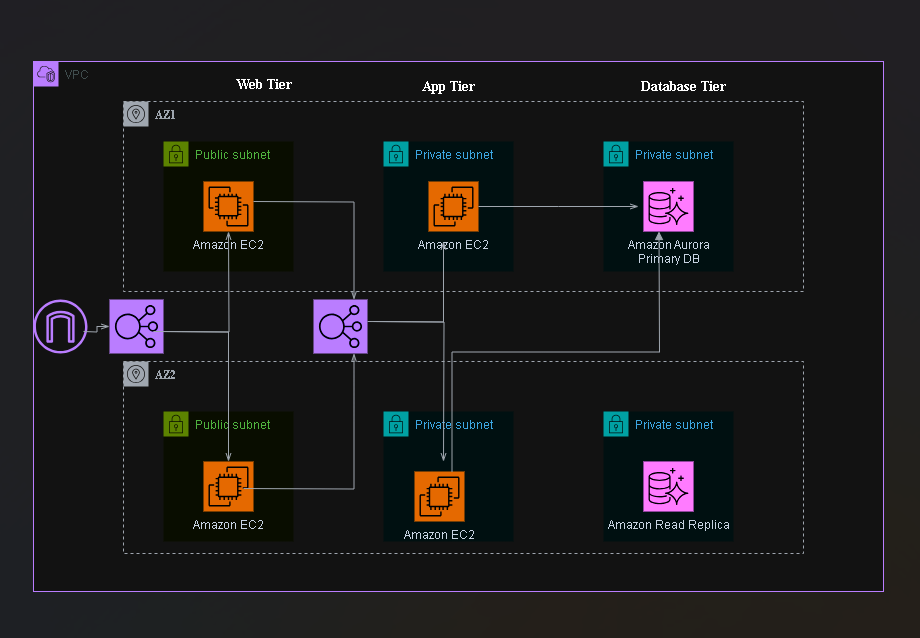 VPC
Web Tier
App Tier
Database Tier
AZ1
Public subnet
Private subnet
Private subnet
Amazon EC2
Amazon EC2
Amazon Aurora
Primary DB
AZ2
Public subnet
Private subnet
Private subnet
Amazon EC2
Amazon EC2
Amazon Read Replica